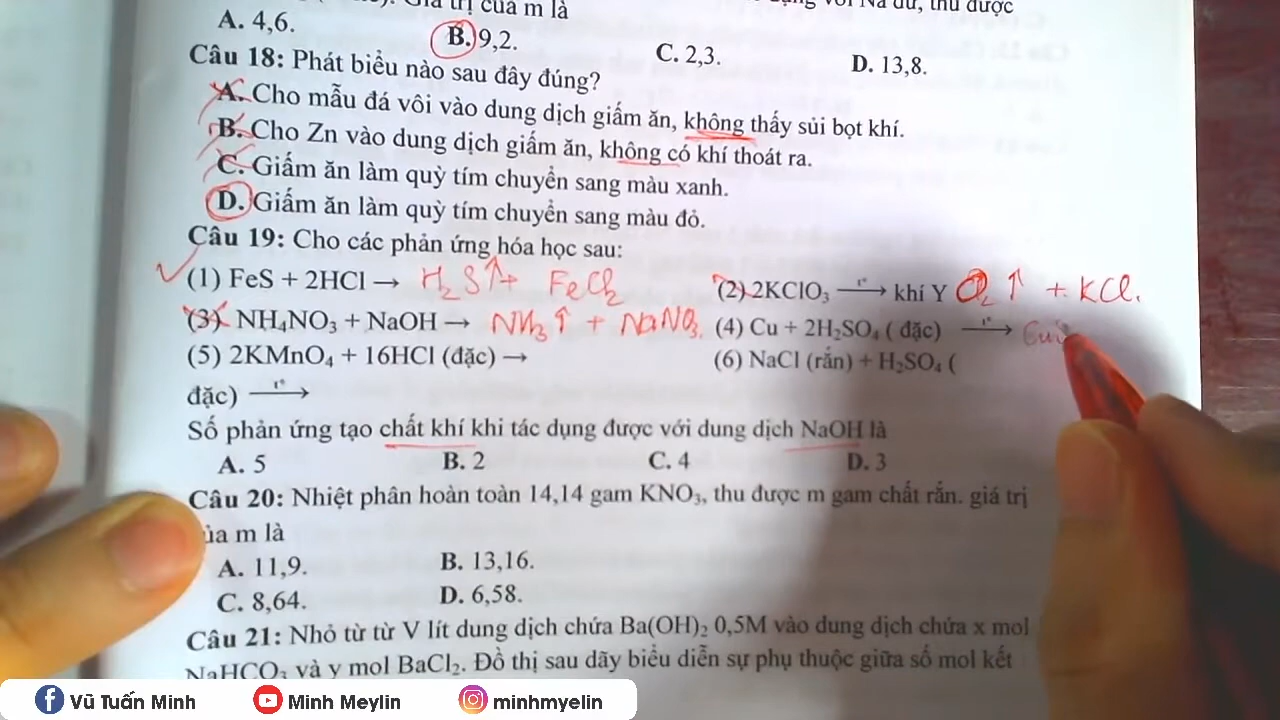 trị của m là
với Na dư, thu được
A. 4,6.
B. 9,2.
C. 2,3.
D. 13,8.
Câu 18: Phát biểu nào sau đây đúng?
A. Cho mẫu đá vôi vào dung dịch giấm ăn, không thấy sủi bọt khí.
B. Cho Zn vào dung dịch giấm ăn, không có khí thoát ra.
C. Giấm ăn làm quỳ tím chuyển sang màu xanh.
D. Giấm ăn làm quỳ tím chuyển sang màu đỏ.
Câu 19: Cho các phản ứng hóa học sau:
(1) FeS + 2HCl → H₂S↑ + FeCl₂
(2) 2KClO₃ —t°→ khí Y O₂↑ + KCl.
(3) NH₄NO₃ + NaOH → NH₃↑ + NaNO₃.
(4) Cu + 2H₂SO₄ ( đặc) —t°→
(5) 2KMnO₄ + 16HCl (đặc) →
(6) NaCl (rắn) + H₂SO₄ (
đặc) —t°→
Số phản ứng tạo chất khí khi tác dụng được với dung dịch NaOH là
A. 5
B. 2
C. 4
D. 3
Câu 20: Nhiệt phân hoàn toàn 14,14 gam KNO₃, thu được m gam chất rắn. giá trị
ủa m là
A. 11,9.
B. 13,16.
C. 8,64.
D. 6,58.
Câu 21: Nhỏ từ từ V lít dung dịch chứa Ba(OH)₂ 0,5M vào dung dịch chứa x mol
NaHCO₃ và y mol BaCl₂. Đồ thị sau đây biểu diễn sự phụ thuộc giữa số mol kết
Vũ Tuấn Minh
Minh Meylin
minhmyelin